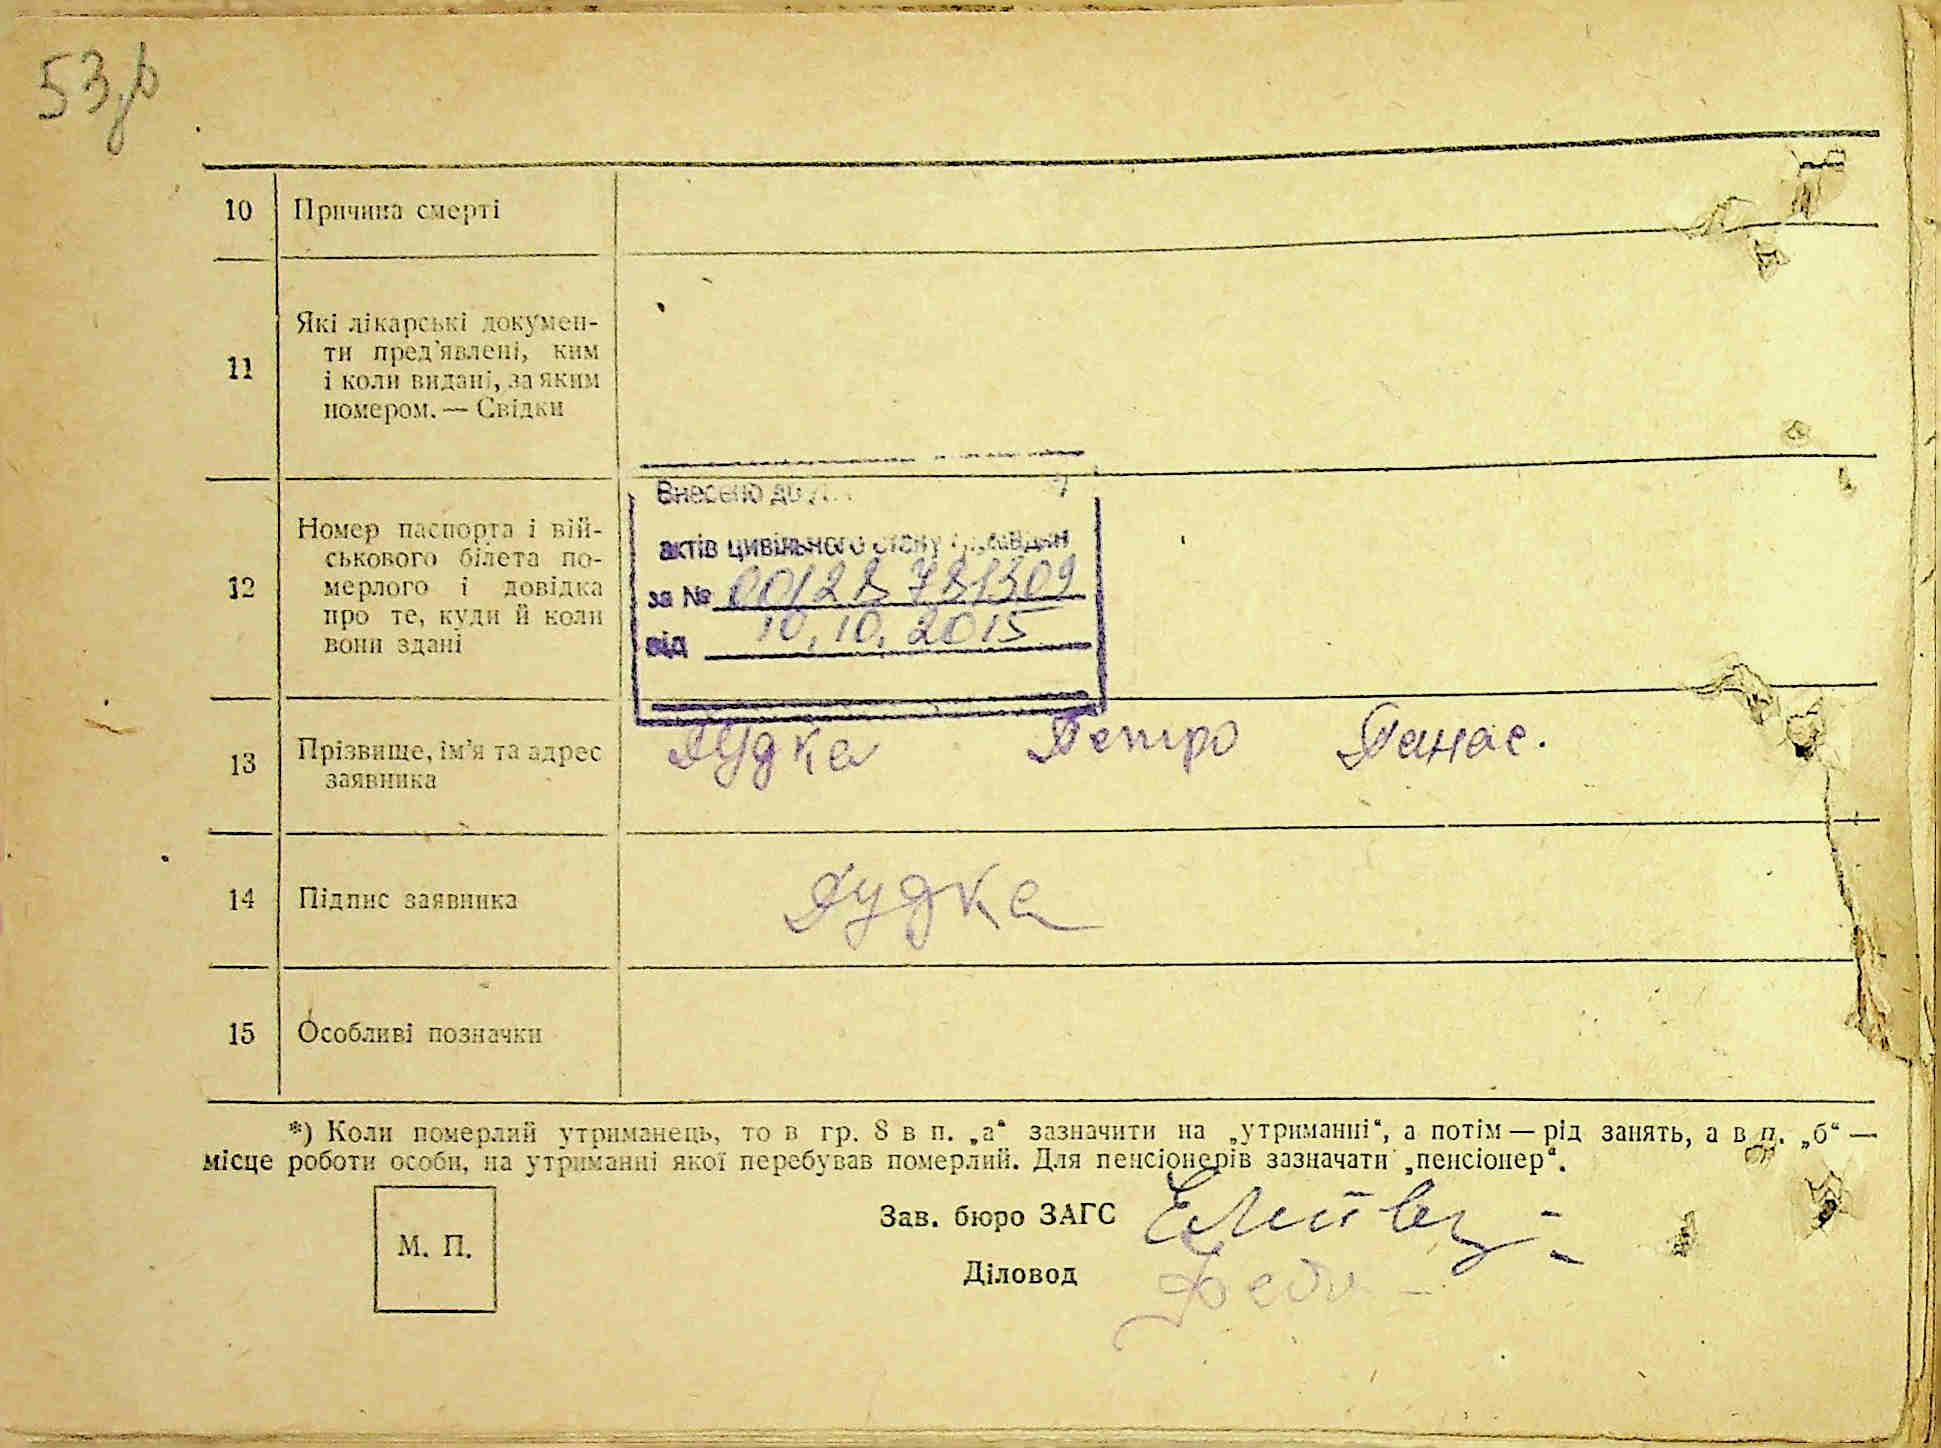 53
10 Причина смерті
11 Які лікарські докумен-
ти пред'явлені, ким
і коли видані, за яким
номером. — Свідки
Внесено до
актів цивільного стану громадян
за № 00123731309
від 10.10.2015
12 Номер паспорта і вій-
ськового білета по-
мерлого і довідка
про те, куди й коли
вони здані
13 Прізвище, ім'я та адрес
заявника
Дудка Петро Панас.
14 Підпис заявника Дудка
15 Особливі позначки
*) Коли померлий утриманець, то в гр. 8 в п. „а“ зазначити на „утриманні“, а потім — рід занять, а в п. „б“ —
місце роботи особи, на утриманні якої перебував померлий. Для пенсіонерів зазначати „пенсіонер“.
Зав. бюро ЗАГС
М. П.
Діловод